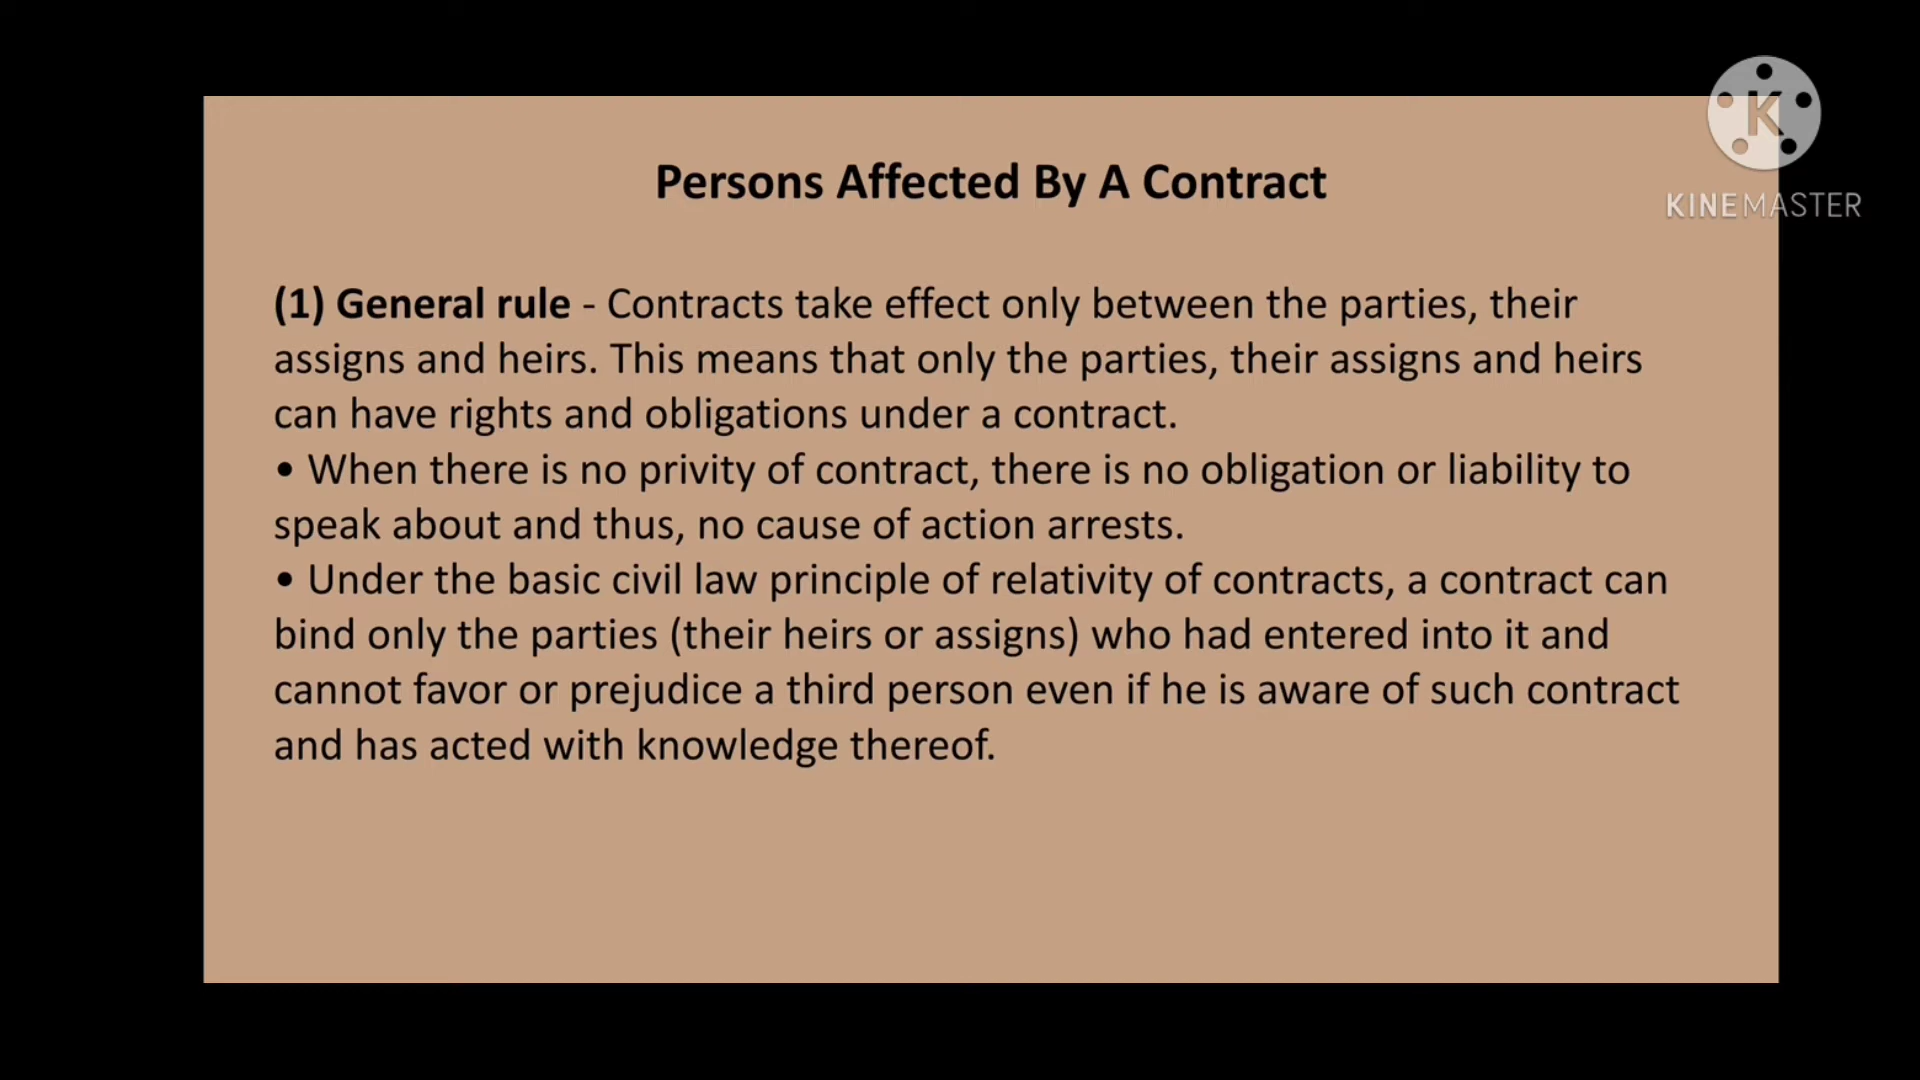 K
KINEMASTER
Persons Affected By A Contract
(1) General rule - Contracts take effect only between the parties, their
assigns and heirs. This means that only the parties, their assigns and heirs
can have rights and obligations under a contract.
• When there is no privity of contract, there is no obligation or liability to
speak about and thus, no cause of action arrests.
• Under the basic civil law principle of relativity of contracts, a contract can
bind only the parties (their heirs or assigns) who had entered into it and
cannot favor or prejudice a third person even if he is aware of such contract
and has acted with knowledge thereof.